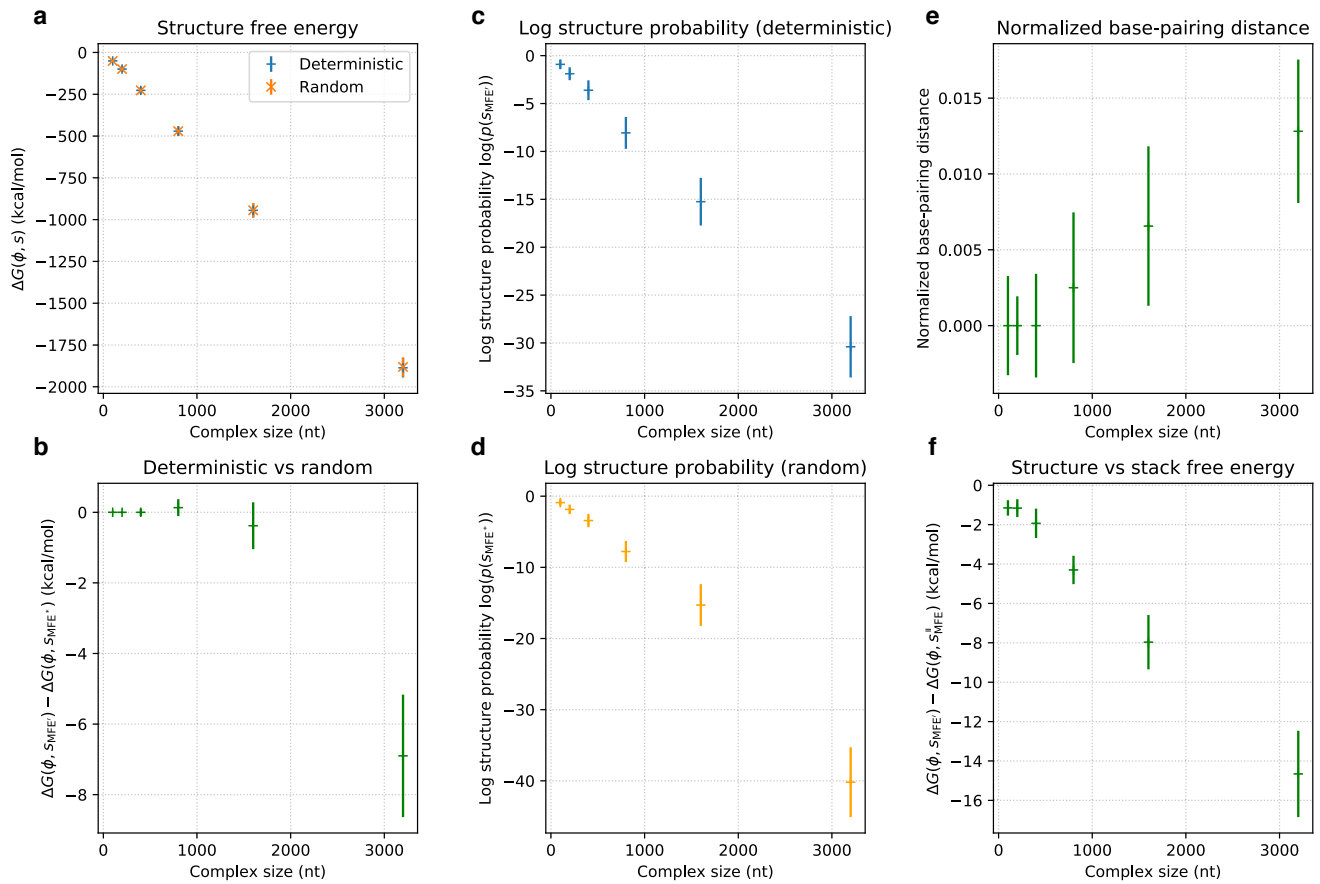 a
Structure free energy
Deterministic
Random
0
−250
−500
−750
−1000
−1250
−1500
−1750
−2000
ΔG(ϕ, s) (kcal/mol)
0
1000
2000
3000
Complex size (nt)
b
Deterministic vs random
0
−2
−4
−6
−8
ΔG(ϕ, s_MFE′) − ΔG(ϕ, s_MFE*) (kcal/mol)
0
1000
2000
3000
Complex size (nt)
c
Log structure probability (deterministic)
0
−5
−10
−15
−20
−25
−30
−35
Log structure probability log(p(s_MFE′))
0
1000
2000
3000
Complex size (nt)
d
Log structure probability (random)
0
−10
−20
−30
−40
Log structure probability log(p(s_MFE*))
0
1000
2000
3000
Complex size (nt)
e
Normalized base-pairing distance
0.015
0.010
0.005
0.000
Normalized base-pairing distance
0
1000
2000
3000
Complex size (nt)
f
Structure vs stack free energy
0
−2
−4
−6
−8
−10
−12
−14
−16
ΔG(ϕ, s_MFE′) − ΔG(ϕ, s^॥_MFE) (kcal/mol)
0
1000
2000
3000
Complex size (nt)